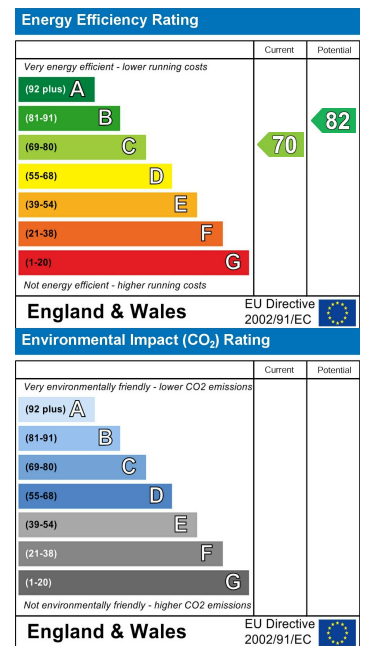 Energy Efficiency Rating
Current Potential
Very energy efficient - lower running costs
(92 plus) A
(81-91) B
82
(69-80) C
70
(55-68) D
(39-54) E
(21-38) F
(1-20) G
Not energy efficient - higher running costs
England & Wales
EU Directive
2002/91/EC
Environmental Impact (CO₂) Rating
Current Potential
Very environmentally friendly - lower CO2 emissions
(92 plus) A
(81-91) B
(69-80) C
(55-68) D
(39-54) E
(21-38) F
(1-20) G
Not environmentally friendly - higher CO2 emissions
England & Wales
EU Directive
2002/91/EC